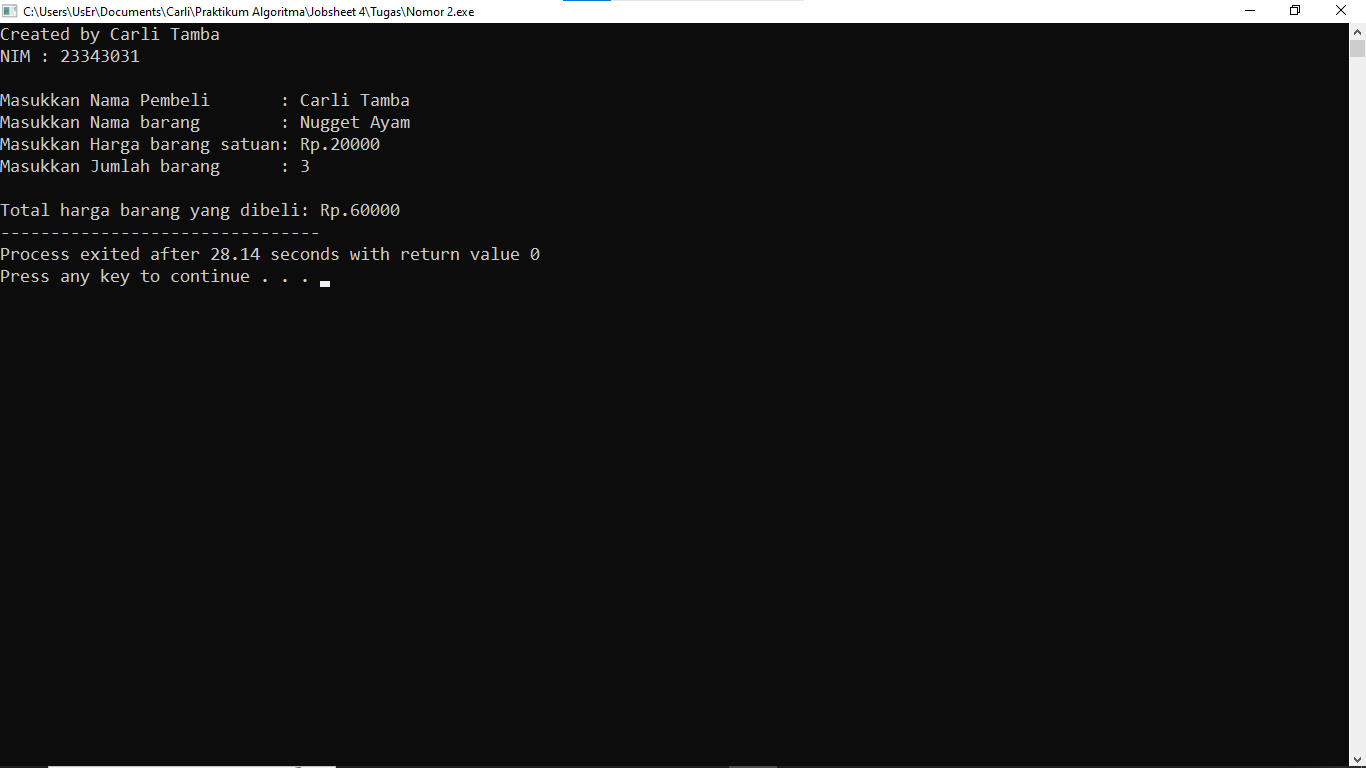 C:\Users\UsEr\Documents\Carli\Praktikum Algoritma\Jobsheet 4\Tugas\Nomor 2.exe
Created by Carli Tamba
NIM : 23343031

Masukkan Nama Pembeli       : Carli Tamba
Masukkan Nama barang        : Nugget Ayam
Masukkan Harga barang satuan: Rp.20000
Masukkan Jumlah barang      : 3

Total harga barang yang dibeli: Rp.60000
--------------------------------
Process exited after 28.14 seconds with return value 0
Press any key to continue . . .